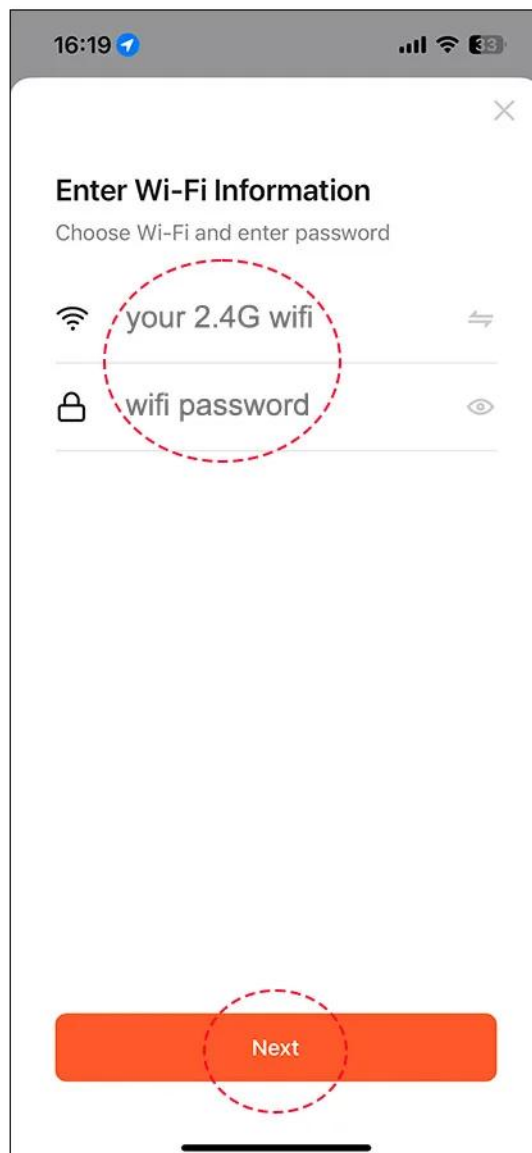 16:19
33
Enter Wi-Fi Information
Choose Wi-Fi and enter password
your 2.4G wifi
wifi password
Next